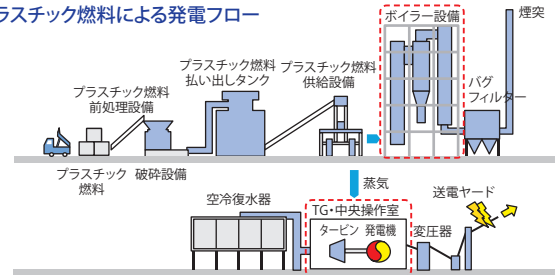 ラスチック燃料による発電フロー
ボイラー設備
煙突
プラスチック燃料
払い出しタンク
プラスチック燃料
供給設備
プラスチック燃料
前処理設備
バグ
フィルター
プラスチック
燃料
破砕設備
蒸気
空冷復水器
TG・中央操作室
送電ヤード
タービン
発電機
変圧器